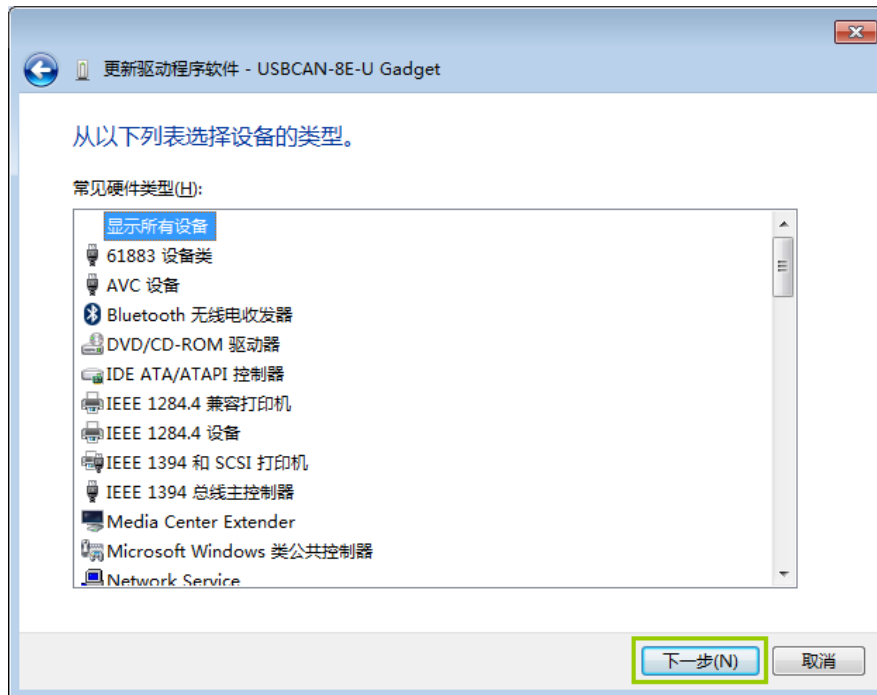 更新驱动程序软件 - USBCAN-8E-U Gadget
从以下列表选择设备的类型。
常见硬件类型(H):
显示所有设备
61883 设备类
AVC 设备
Bluetooth 无线电收发器
DVD/CD-ROM 驱动器
IDE ATA/ATAPI 控制器
IEEE 1284.4 兼容打印机
IEEE 1284.4 设备
IEEE 1394 和 SCSI 打印机
IEEE 1394 总线主控制器
Media Center Extender
Microsoft Windows 类公共控制器
Network Service
下一步(N) 取消